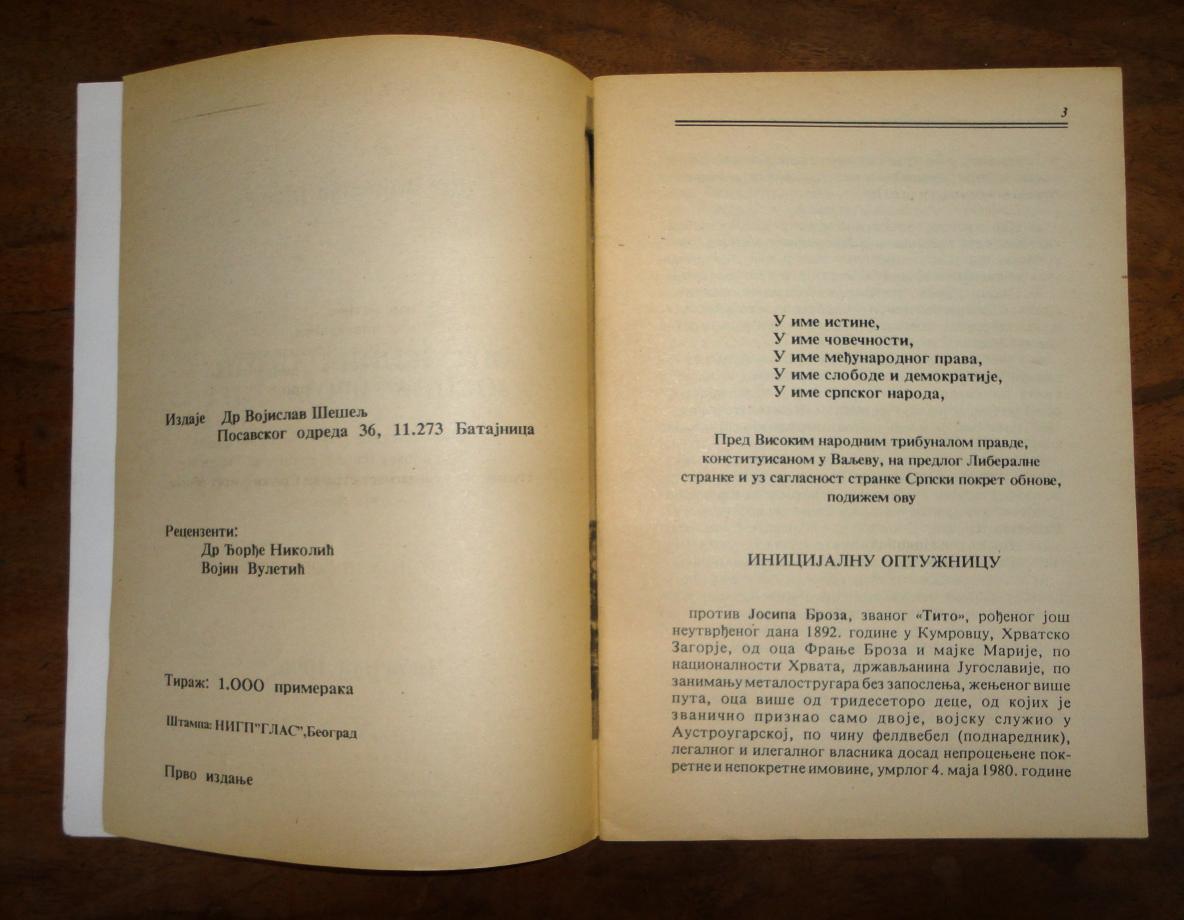 Издаје Др Војислав Шешељ
Посавског одреда 36, 11.273 Батајница
Рецензенти:
Др Ђорђе Николић
Војин Вулетић
Тираж: 1.000 примерака
Штампа: НИГП"ГЛАС",Београд
Прво издање
3
У име истине,
У име човечности,
У име међународног права,
У име слободе и демократије,
У име српског народа,
Пред Високим народним трибуналом правде,
конституисаном у Ваљеву, на предлог Либералне
странке и уз сагласност странке Српски покрет обнове,
подижем ову
ИНИЦИЈАЛНУ ОПТУЖНИЦУ
против Јосипа Броза, званог «Тито», рођеног још
неутврђеног дана 1892. године у Кумровцу, Хрватско
Загорје, од оца Фрање Броза и мајке Марије, по
националности Хрвата, држављанина Југославије, по
занимању металостругара без запослења, жењеног више
пута, оца више од тридесеторо деце, од којих је
званично признао само двоје, војску служио у
Аустроугарској, по чину фелдвебел (поднаредник),
легалног и илегалног власника досад непроцењене пок-
ретне и непокретне имовине, умрлог 4. маја 1980. године